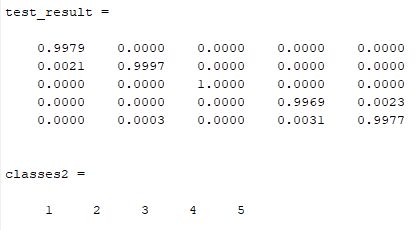 test_result =
0.9979 0.0000 0.0000 0.0000 0.0000
0.0021 0.9997 0.0000 0.0000 0.0000
0.0000 0.0000 1.0000 0.0000 0.0000
0.0000 0.0000 0.0000 0.9969 0.0023
0.0000 0.0003 0.0000 0.0031 0.9977
classes2 =
1 2 3 4 5